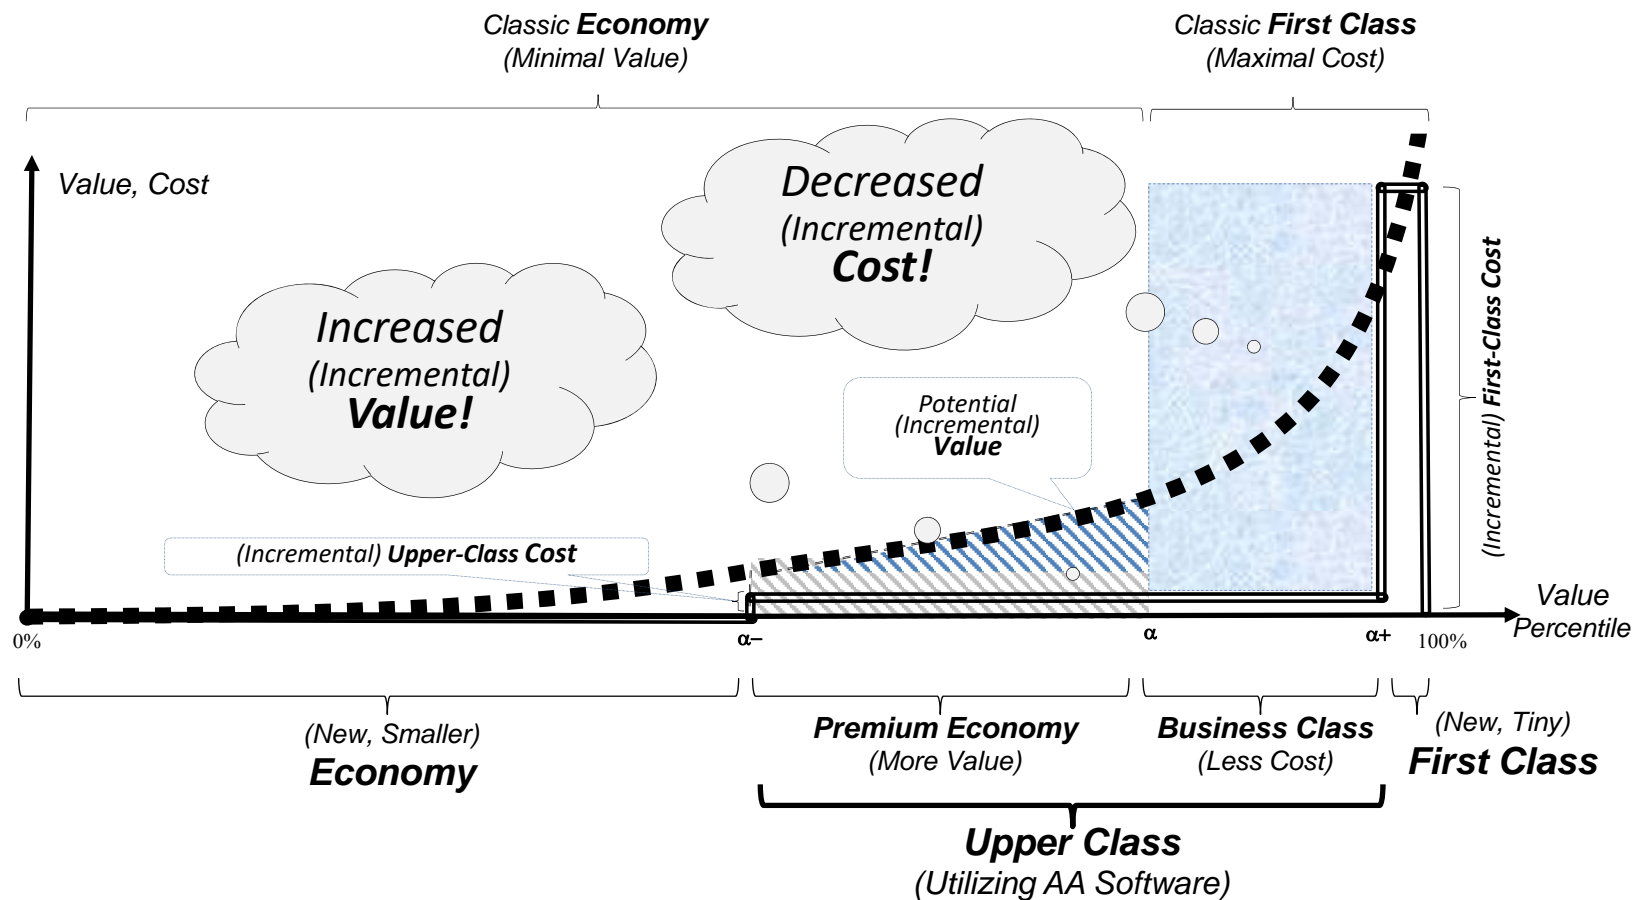 Classic Economy
(Minimal Value)
Classic First Class
(Maximal Cost)
Value, Cost
Decreased
(Incremental)
Cost!
Increased
(Incremental)
Value!
Potential
(Incremental)
Value
(Incremental) First-Class Cost
(Incremental) Upper-Class Cost
Value
Percentile
0%
α−
α
α+
100%
(New, Smaller)
Economy
Premium Economy
(More Value)
Business Class
(Less Cost)
(New, Tiny)
First Class
Upper Class
(Utilizing AA Software)